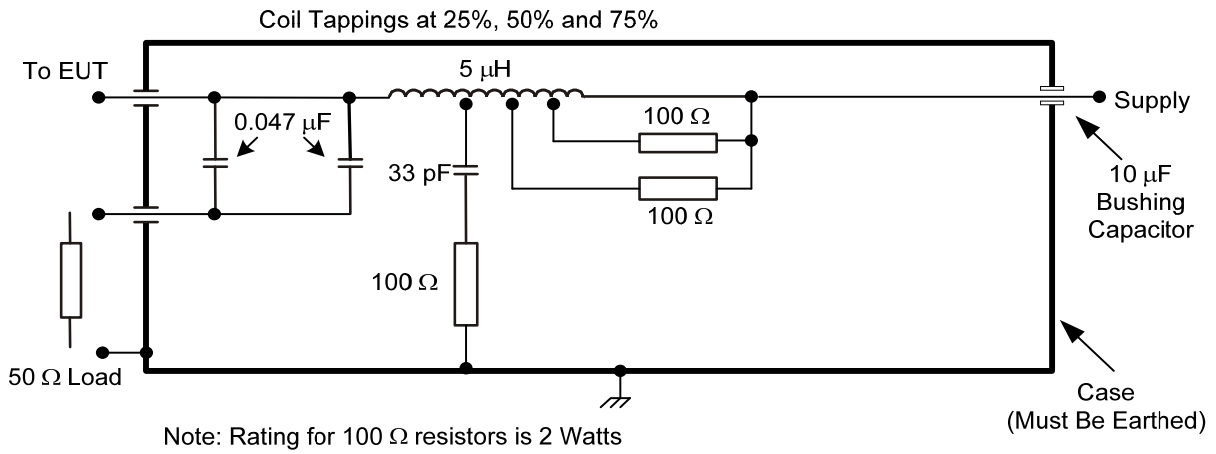 Coil Tappings at 25%, 50% and 75%
To EUT
5 μH
Supply
0.047 μF
100 Ω
33 pF
100 Ω
10 μF
Bushing
Capacitor
100 Ω
50 Ω Load
Case
(Must Be Earthed)
Note: Rating for 100 Ω resistors is 2 Watts